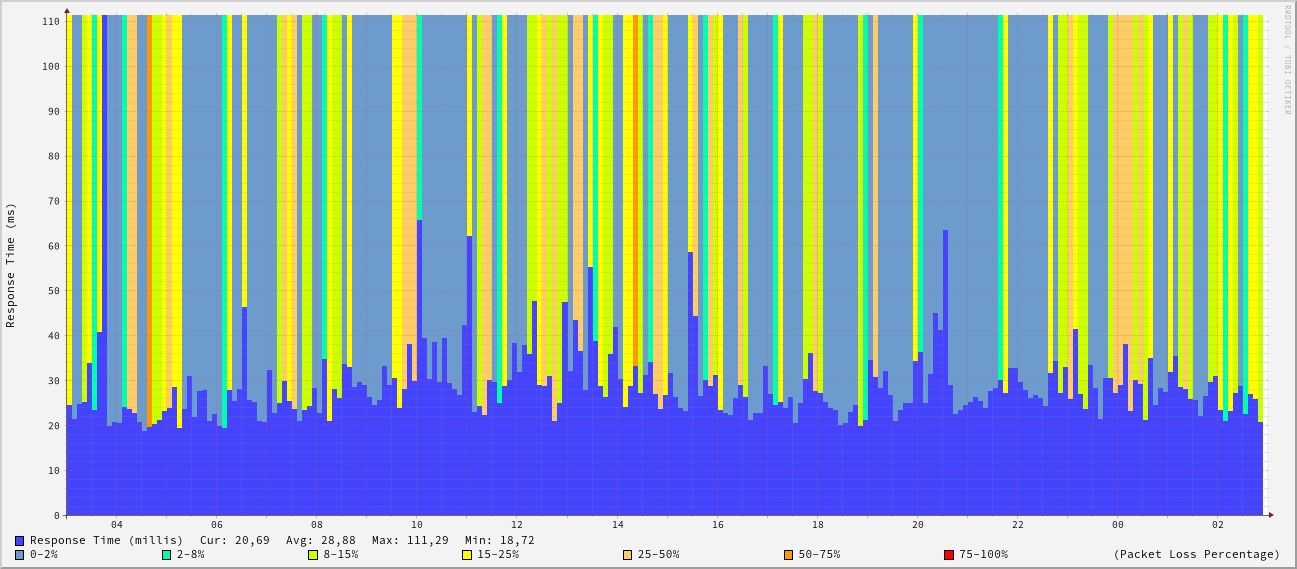 RRDTOOL / TOBI OETIKER
Response Time (ms)
110
100
90
80
70
60
50
40
30
20
10
0
04 06 08 10 12 14 16 18 20 22 00 02
Response Time (millis) Cur: 20,69 Avg: 28,88 Max: 111,29 Min: 18,72
0-2% 2-8% 8-15% 15-25% 25-50% 50-75% 75-100% (Packet Loss Percentage)